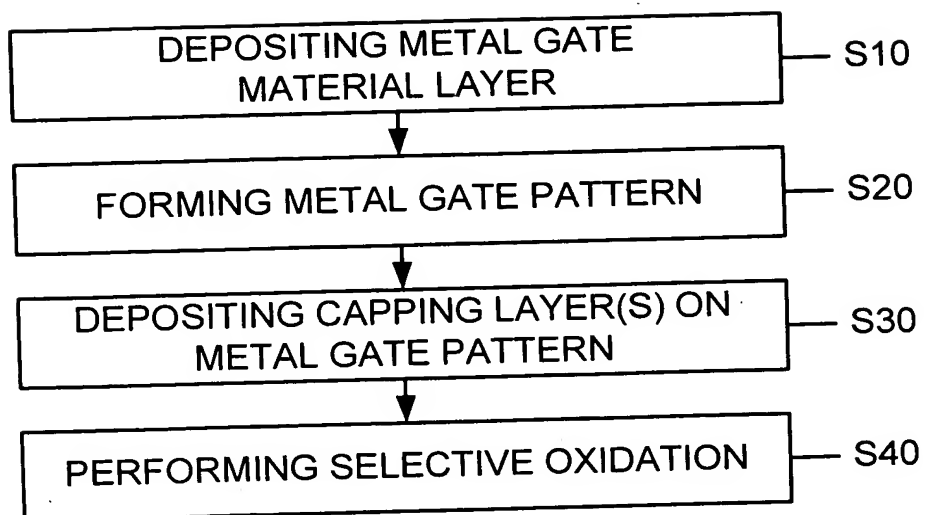 DEPOSITING METAL GATE
MATERIAL LAYER
S10
FORMING METAL GATE PATTERN
S20
DEPOSITING CAPPING LAYER(S) ON
METAL GATE PATTERN
S30
PERFORMING SELECTIVE OXIDATION
S40